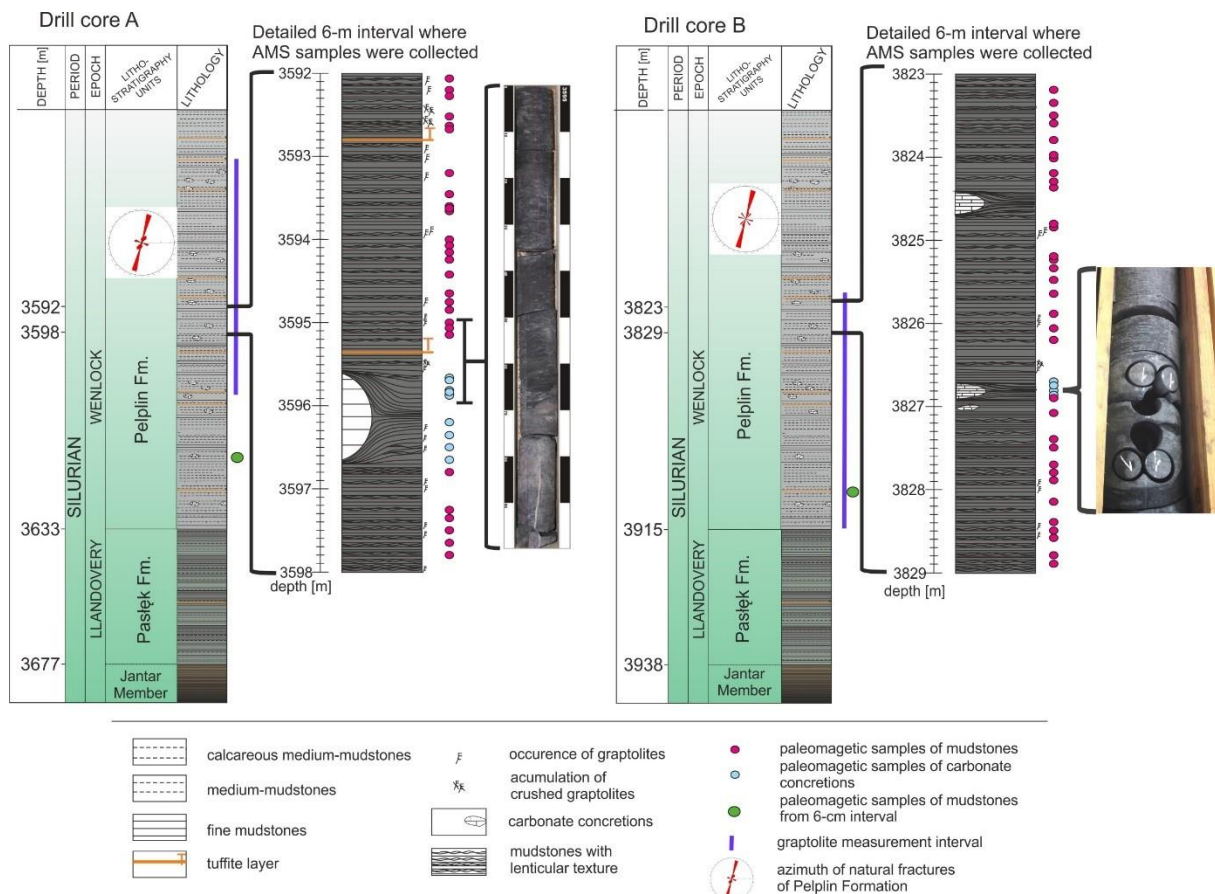 Drill core A
DEPTH [m]
PERIOD
EPOCH
LITHO-
STRATIGRAPHY
UNITS
LITHOLOGY
3592
3598
3633
3677
SILURIAN
WENLOCK
LLANDOVERY
Pelplin Fm.
Pasłęk Fm.
Jantar
Member
Detailed 6-m interval where
AMS samples were collected
3592
3593
3594
3595
3596
3597
3598
depth [m]
3595
Drill core B
DEPTH [m]
PERIOD
EPOCH
LITHO-
STRATIGRAPHY
UNITS
LITHOLOGY
3823
3829
3915
3938
SILURIAN
WENLOCK
LLANDOVERY
Pelplin Fm.
Pasłęk Fm.
Jantar
Member
Detailed 6-m interval where
AMS samples were collected
3823
3824
3825
3826
3827
3828
3829
depth [m]
calcareous medium-mudstones
medium-mudstones
fine mudstones
tuffite layer
occurence of graptolites
acumulation of
crushed graptolites
carbonate concretions
mudstones with
lenticular texture
paleomagetic samples of mudstones
paleomagetic samples of carbonate
concretions
paleomagetic samples of mudstones
from 6-cm interval
graptolite measurement interval
azimuth of natural fractures
of Pelplin Formation